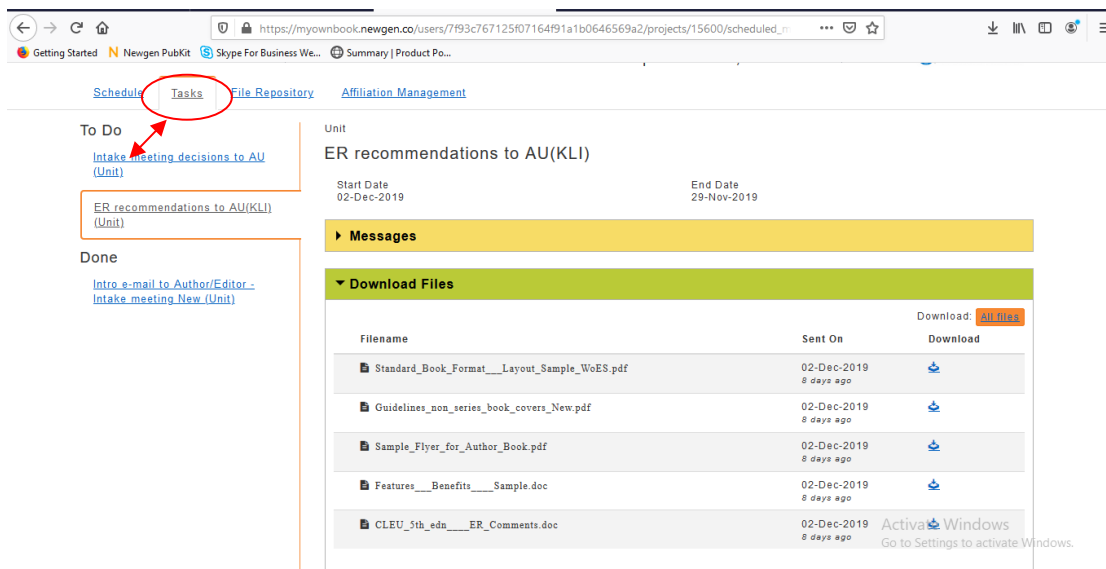 https://myownbook.newgen.co/users/7f93c767125f07164f91a1b0646569a2/projects/15600/scheduled_m
Getting Started Newgen PubKit Skype For Business We... Summary | Product Po...
Schedule Tasks File Repository Affiliation Management
To Do
Intake meeting decisions to AU
(Unit)
ER recommendations to AU(KLI)
(Unit)
Done
Intro e-mail to Author/Editor -
Intake meeting New (Unit)
Unit
ER recommendations to AU(KLI)
Start Date End Date
02-Dec-2019 29-Nov-2019
Messages
Download Files
Download: All files
Filename Sent On Download
Standard_Book_Format___Layout_Sample_WoES.pdf 02-Dec-2019
8 days ago
Guidelines_non_series_book_covers_New.pdf 02-Dec-2019
8 days ago
Sample_Flyer_for_Author_Book.pdf 02-Dec-2019
8 days ago
Features___Benefits____Sample.doc 02-Dec-2019
8 days ago
CLEU_5th_edn____ER_Comments.doc 02-Dec-2019
8 days ago
Activate Windows
Go to Settings to activate Windows.